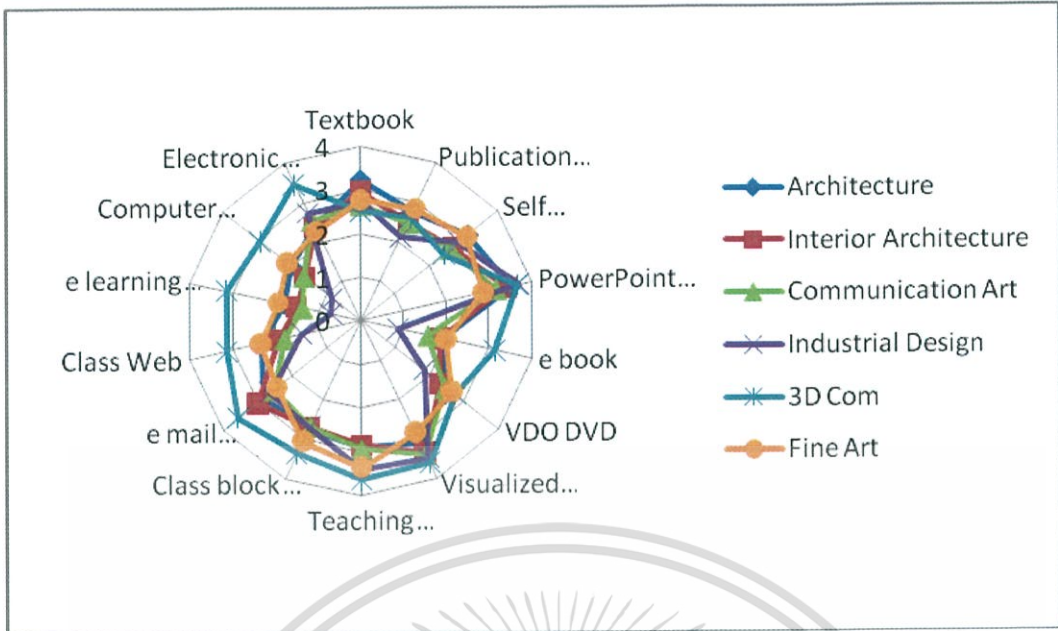 Textbook
Publication...
Self...
PowerPoint...
e book
VDO DVD
Visualized...
Teaching...
Class block...
e mail...
Class Web
e learning...
Computer...
Electronic...
4
3
2
1
0
Architecture
Interior Architecture
Communication Art
Industrial Design
3D Com
Fine Art